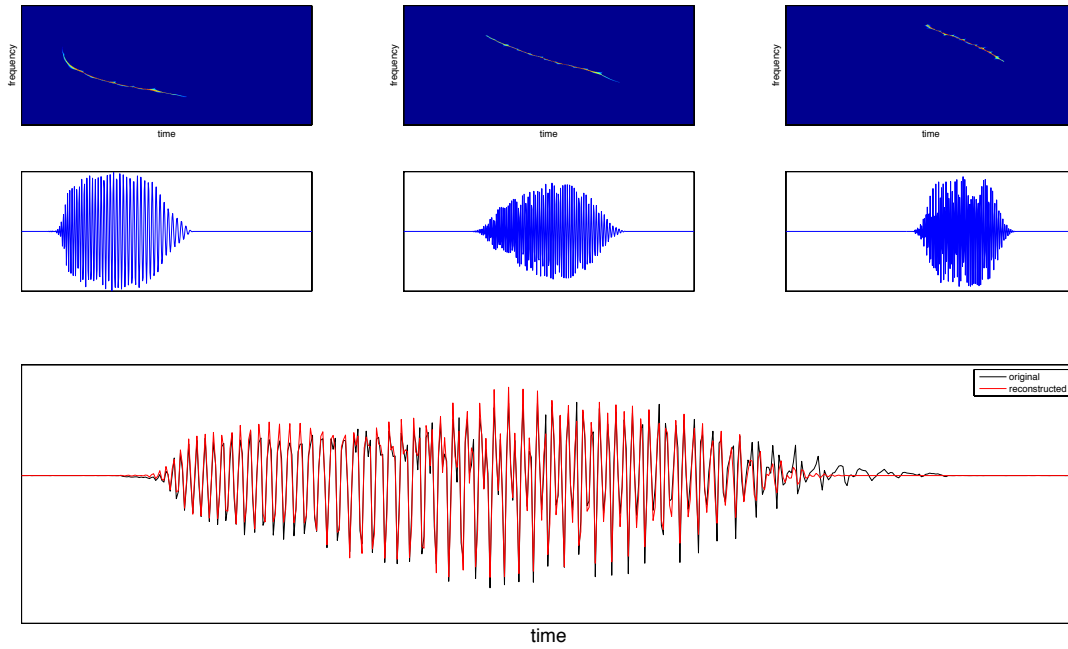 frequency
time
frequency
time
frequency
time
original
reconstructed
time